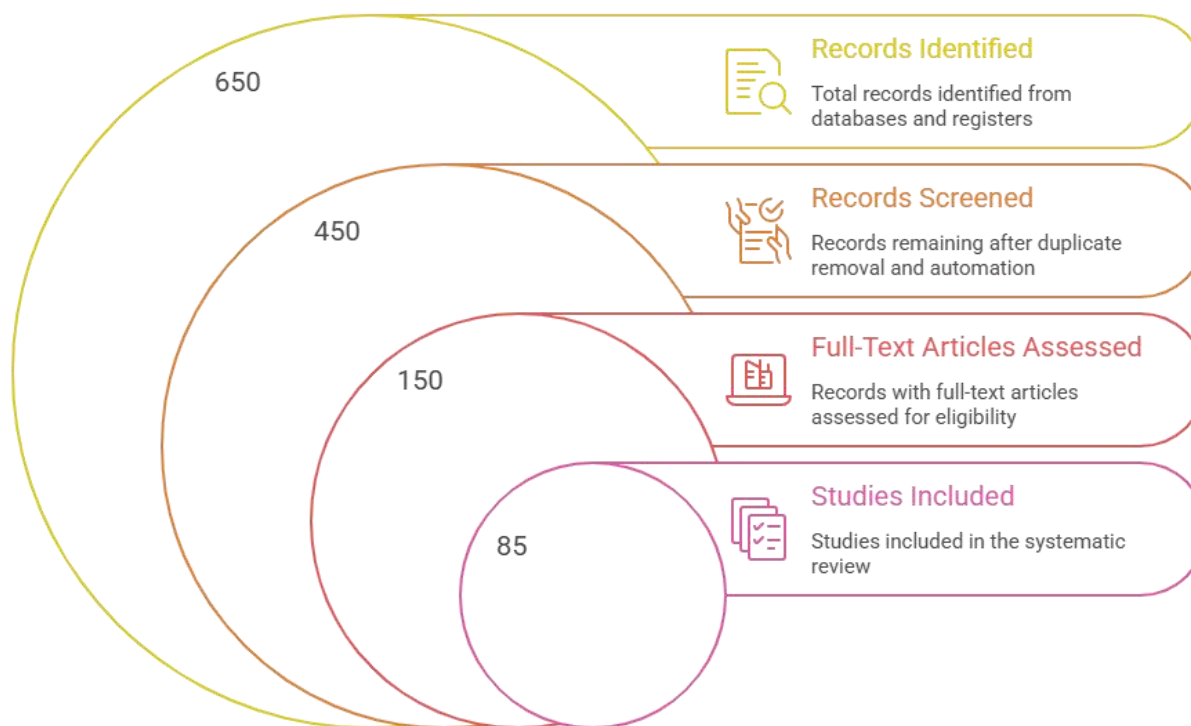 650
Records Identified
Total records identified from
databases and registers
450
Records Screened
Records remaining after duplicate
removal and automation
150
Full-Text Articles Assessed
Records with full-text articles
assessed for eligibility
85
Studies Included
Studies included in the systematic
review